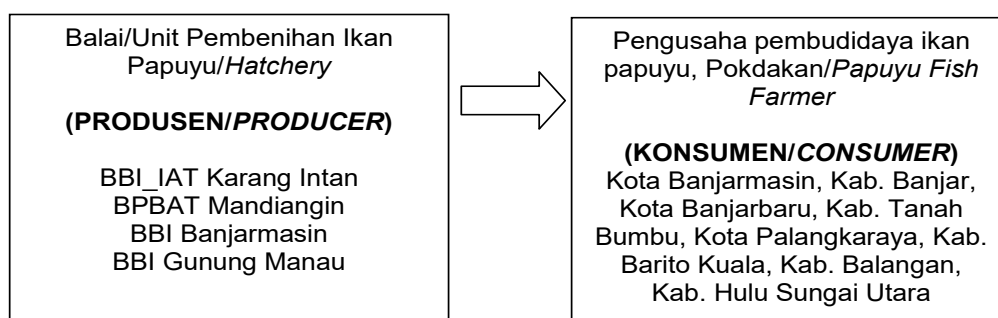 Balai/Unit Pembenihan Ikan
Papuyu/Hatchery
(PRODUSEN/PRODUCER)
BBI_IAT Karang Intan
BPBAT Mandiangin
BBI Banjarmasin
BBI Gunung Manau
Pengusaha pembudidaya ikan
papuyu, Pokdakan/Papuyu Fish
Farmer
(KONSUMEN/CONSUMER)
Kota Banjarmasin, Kab. Banjar,
Kota Banjarbaru, Kab. Tanah
Bumbu, Kota Palangkaraya, Kab.
Barito Kuala, Kab. Balangan,
Kab. Hulu Sungai Utara